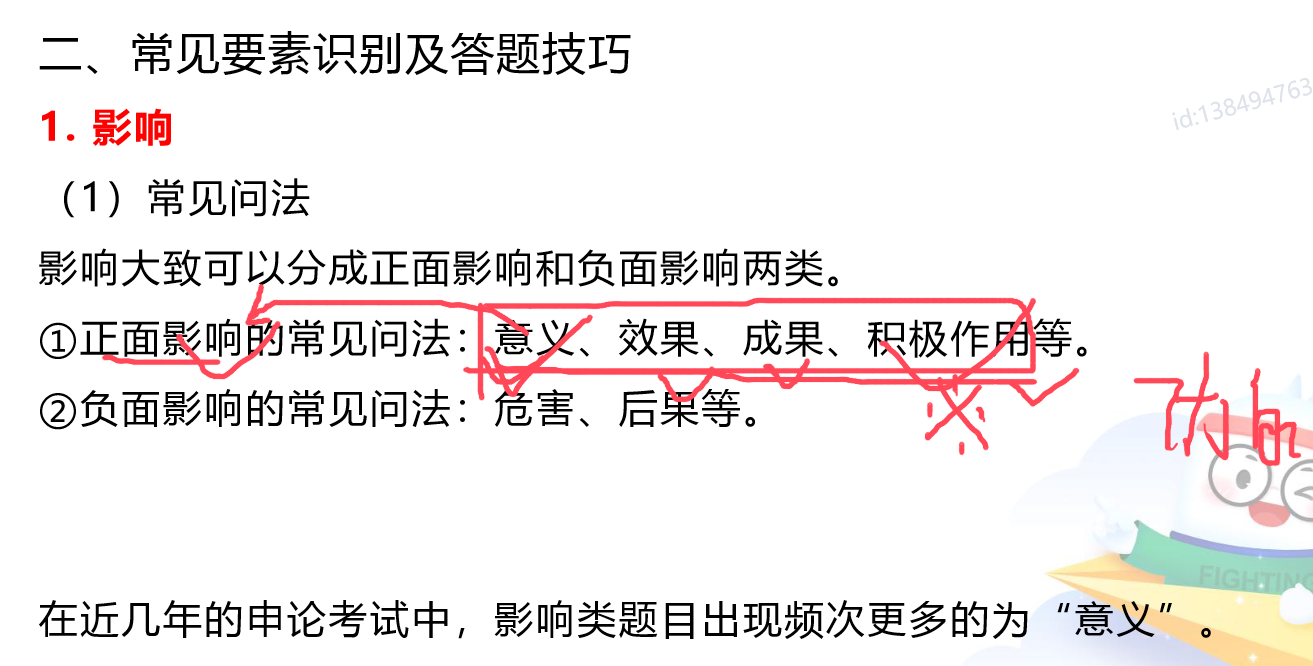 二、常见要素识别及答题技巧
id:138494763
1. 影响
（1）常见问法
影响大致可以分成正面影响和负面影响两类。
①正面影响的常见问法：意义、效果、成果、积极作用等。
②负面影响的常见问法：危害、后果等。
FIGHTING
在近几年的申论考试中，影响类题目出现频次更多的为“意义”。